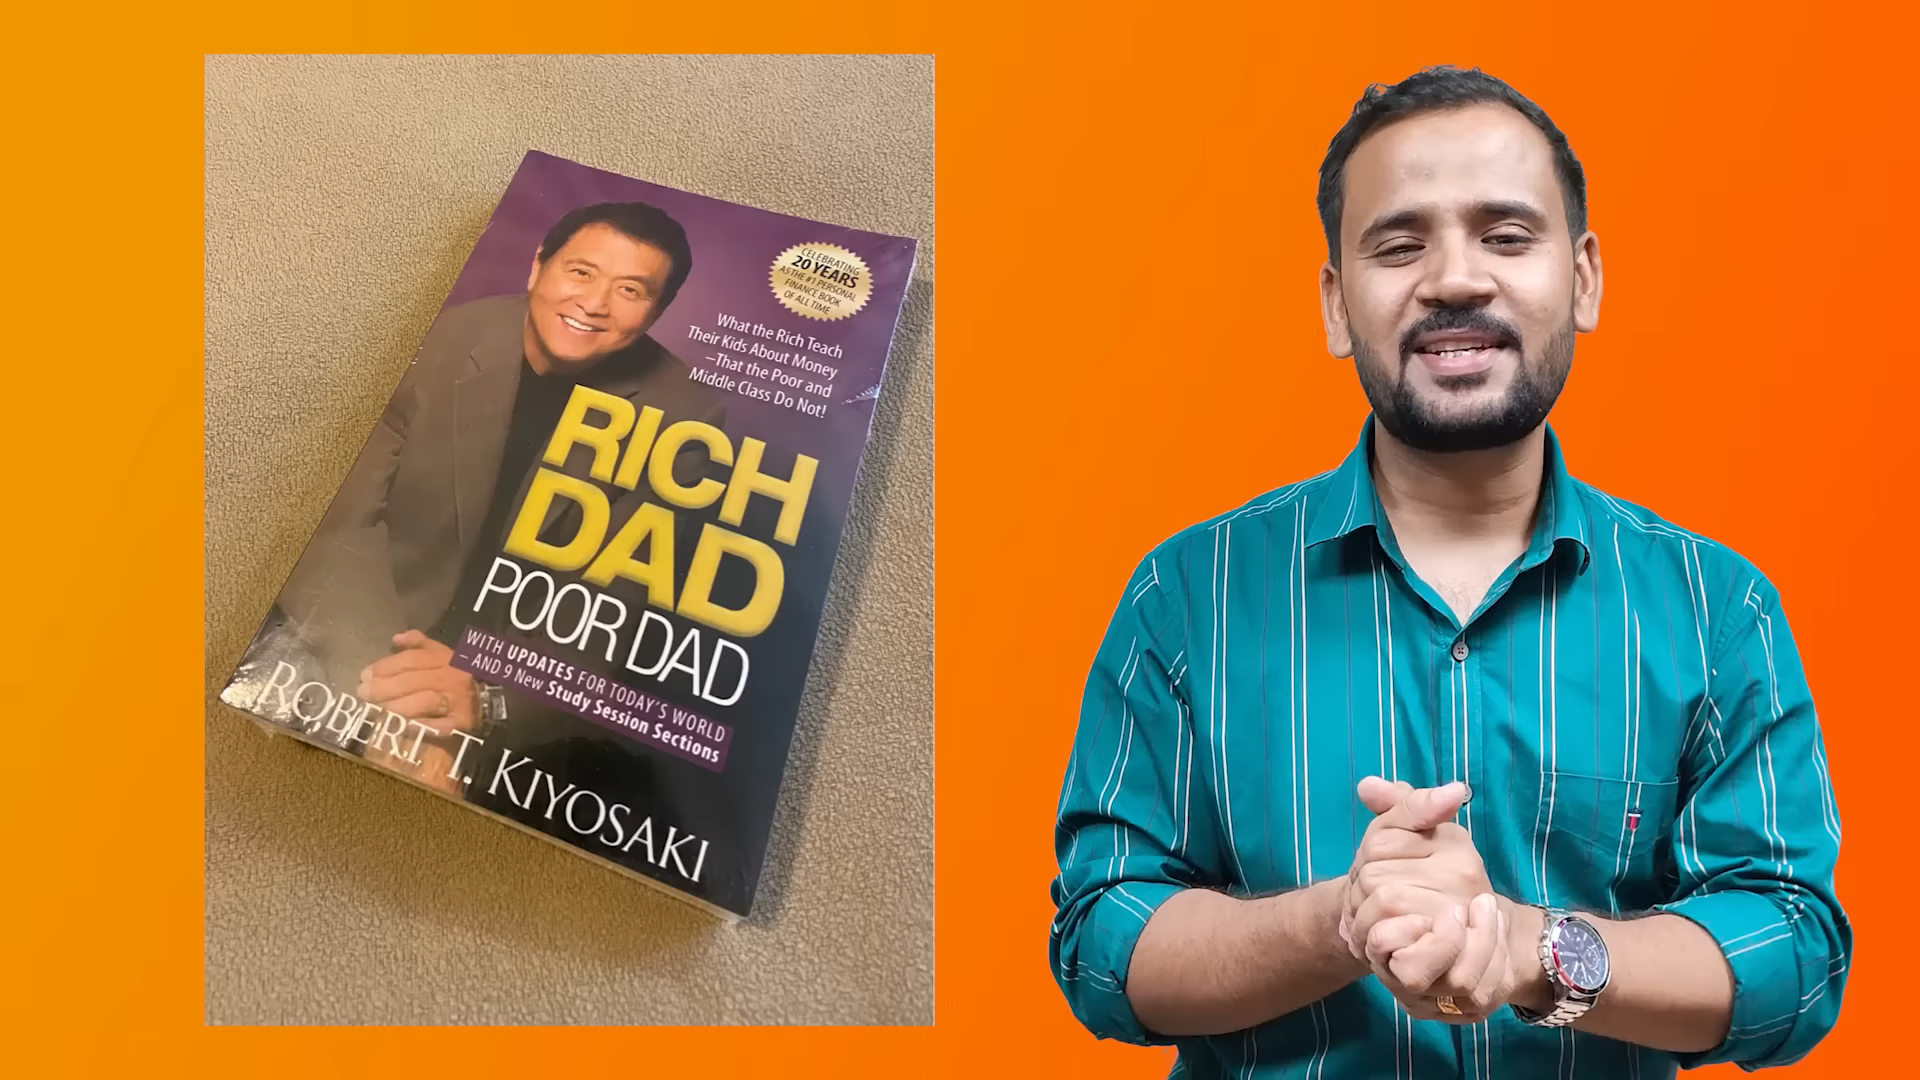 CELEBRATING
20 YEARS
AS THE #1 PERSONAL
FINANCE BOOK
OF ALL TIME
What the Rich Teach
Their Kids About Money
–That the Poor and
Middle Class Do Not!
RICH
DAD
POOR DAD
WITH UPDATES FOR TODAY'S WORLD
– AND 9 New Study Session Sections
ROBERT T. KIYOSAKI